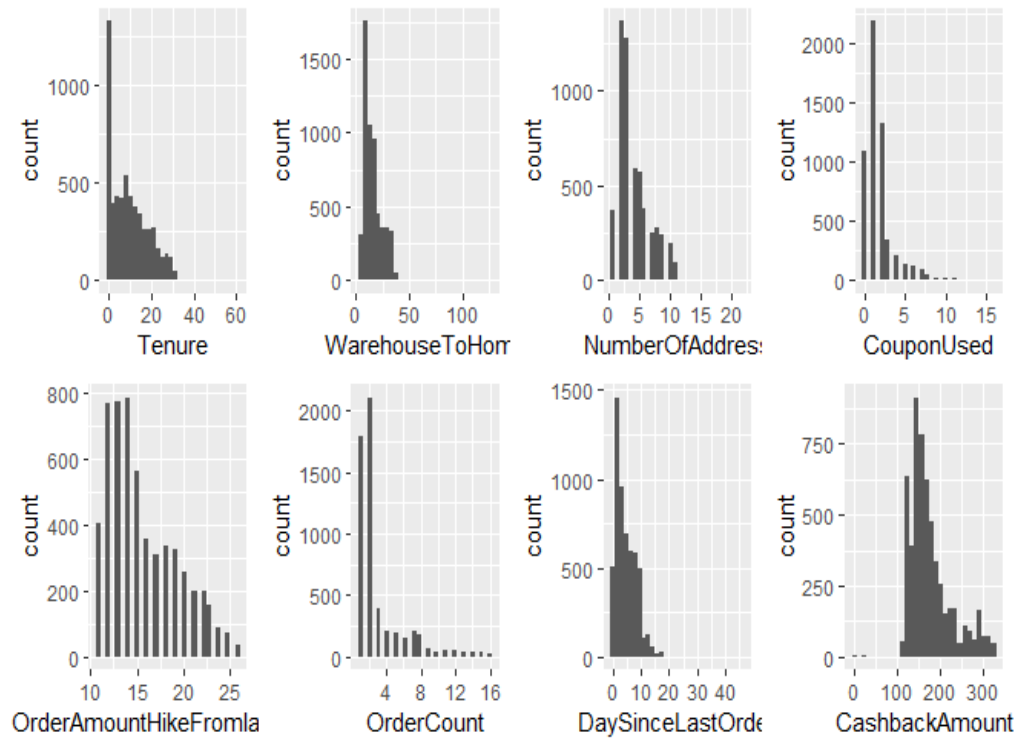 count
1000
500
0
0 20 40 60
Tenure
count
1500
1000
500
0
0 50 100
WarehouseToHom
count
1000
500
0
0 5 10 15 20
NumberOfAddress
count
2000
1500
1000
500
0
0 5 10 15
CouponUsed
count
800
600
400
200
0
10 15 20 25
OrderAmountHikeFromla
count
2000
1500
1000
500
0
4 8 12 16
OrderCount
count
1500
1000
500
0
0 10 20 30 40
DaySinceLastOrde
count
750
500
250
0
0 100 200 300
CashbackAmount